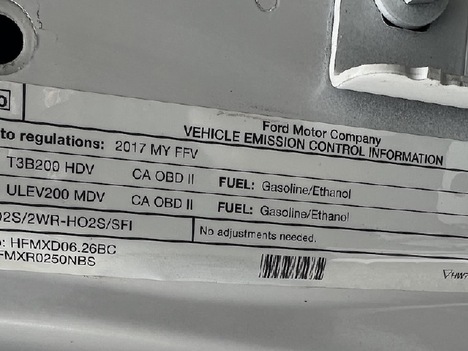 Ford Motor Company
VEHICLE EMISSION CONTROL INFORMATION
to regulations: 2017 MY FFV
T3B200 HDV CA OBD II FUEL: Gasoline/Ethanol
ULEV200 MDV CA OBD II FUEL: Gasoline/Ethanol
O2S/2WR-HO2S/SFI No adjustments needed.
: HFMXD06.26BC
FMXR0250NBS